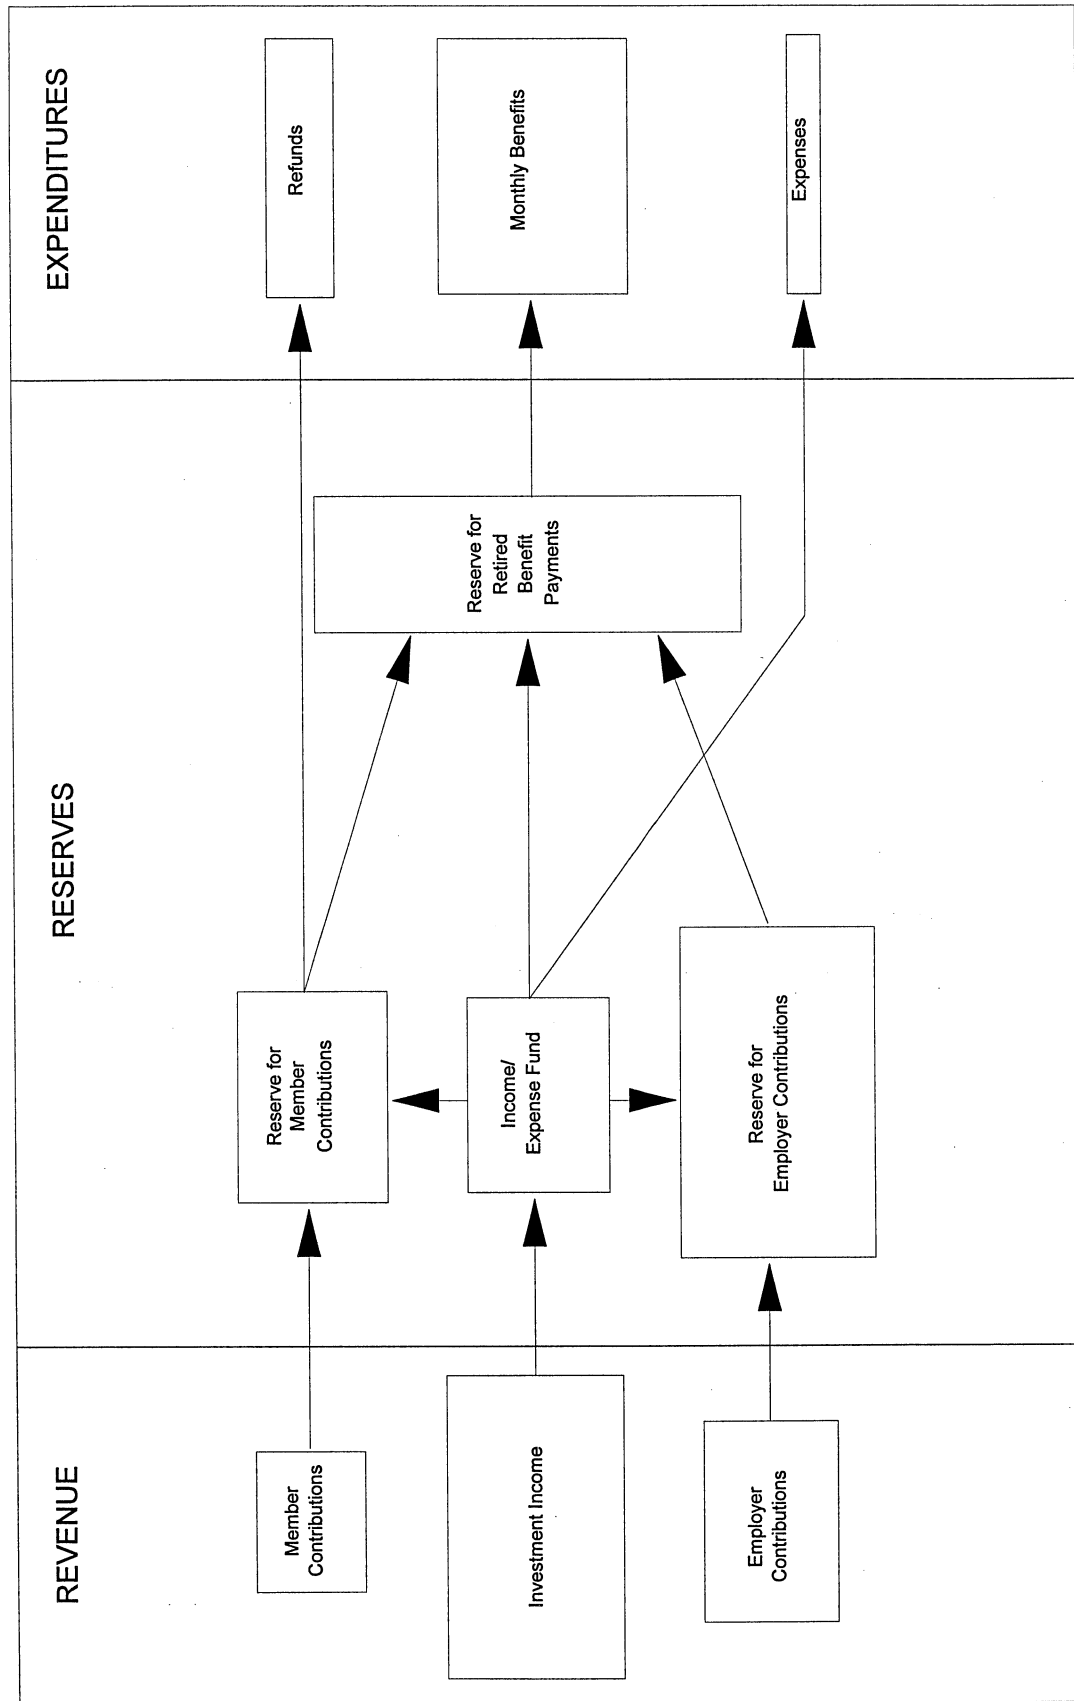 REVENUE
RESERVES
EXPENDITURES
Member
Contributions
Reserve for
Member
Contributions
Refunds
Investment Income
Income/
Expense Fund
Reserve for
Retired
Benefit
Payments
Monthly Benefits
Employer
Contributions
Reserve for
Employer Contributions
Expenses